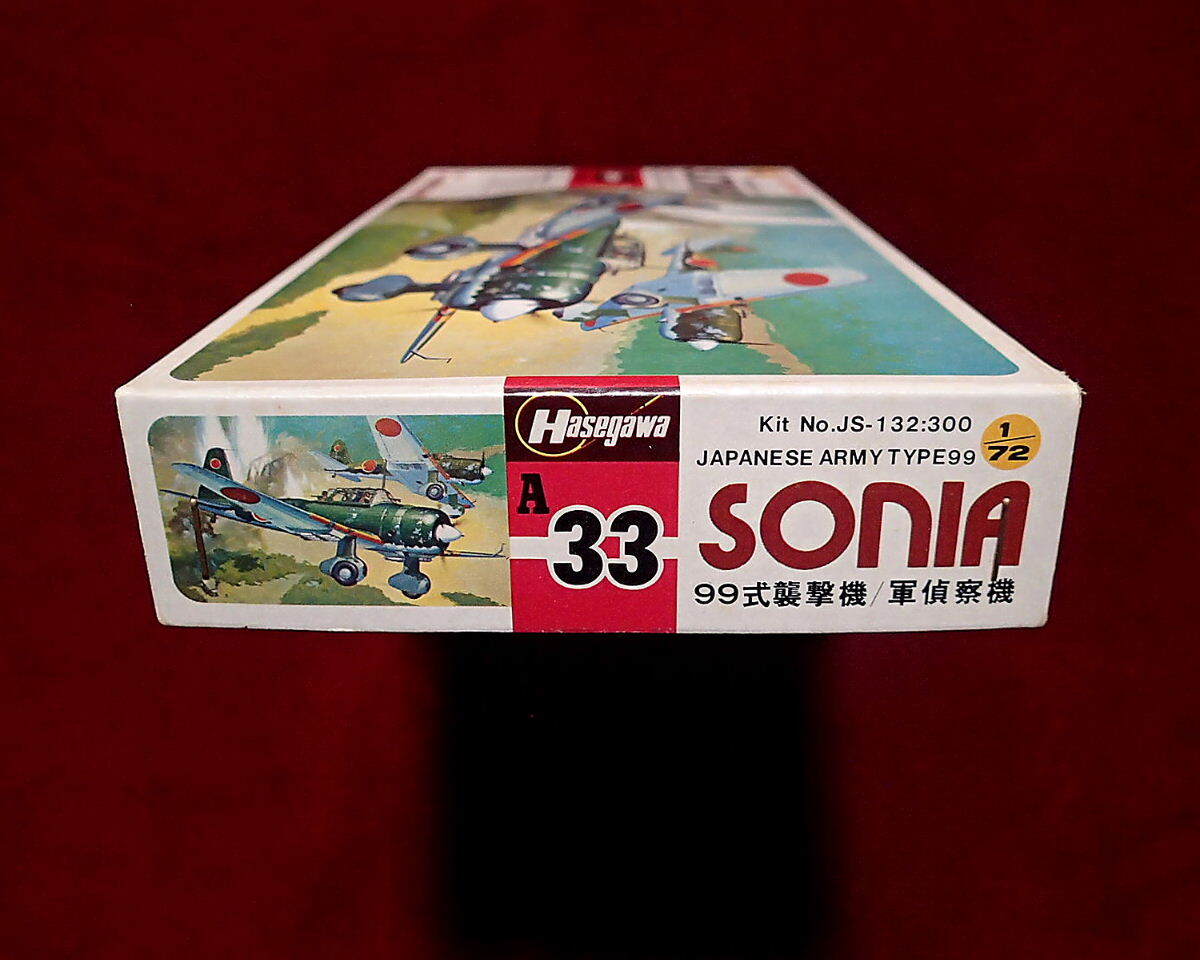 Hasegawa
A
33
Kit No.JS-132:300
JAPANESE ARMY TYPE99
1/72
SONIA
99式襲撃機/軍偵察機